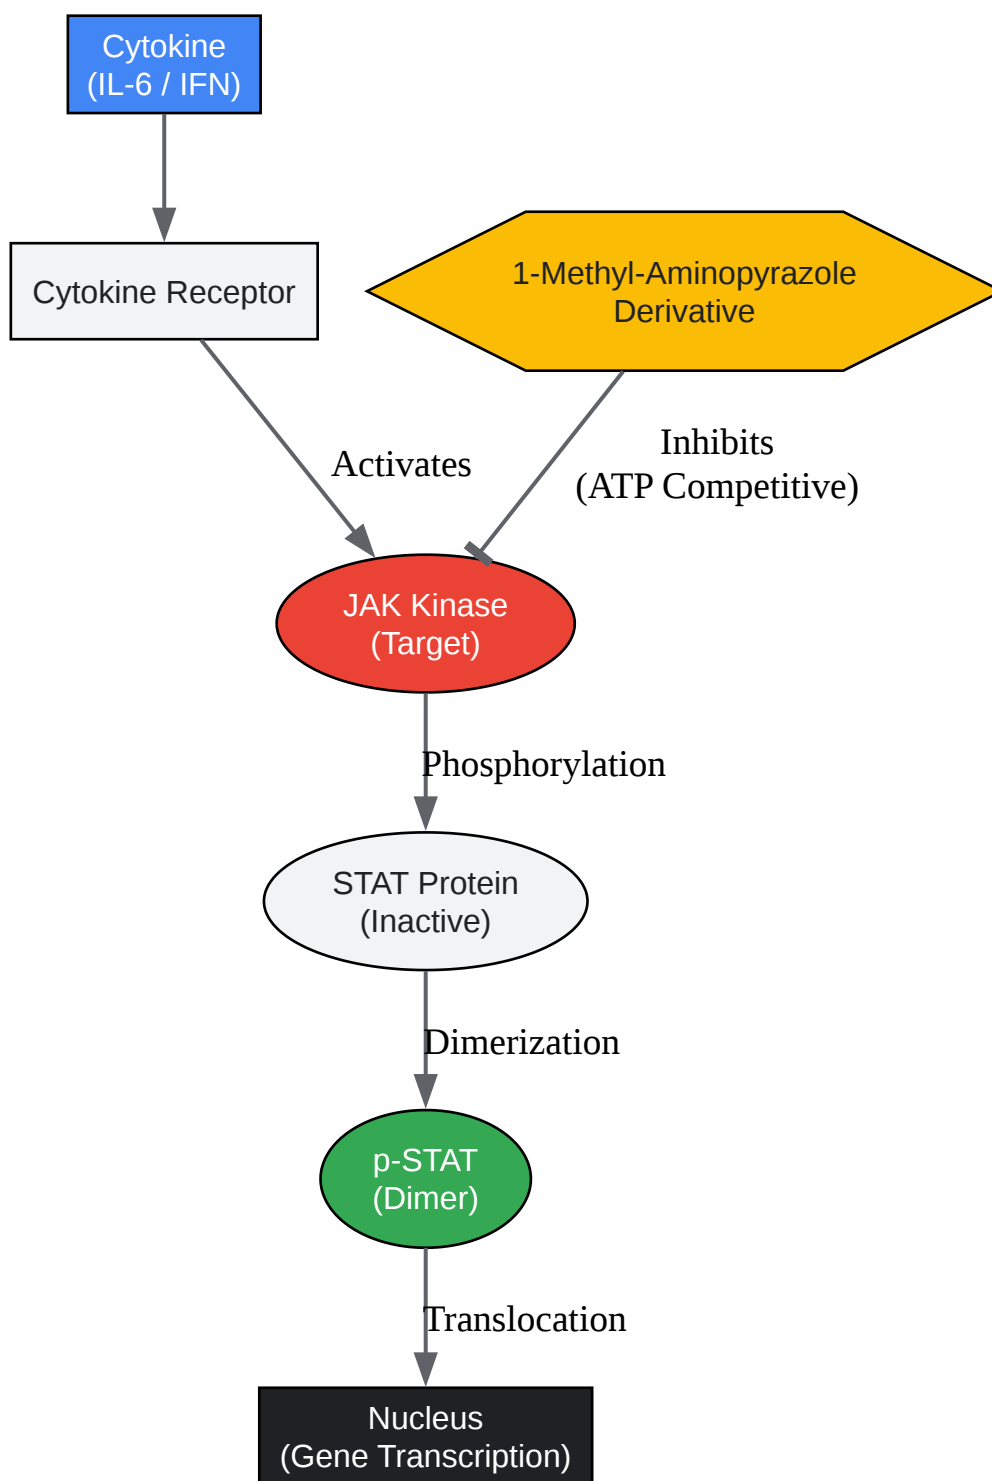 Cytokine
(IL-6 / IFN)
Cytokine Receptor
1-Methyl-Aminopyrazole
Derivative
Activates
Inhibits
(ATP Competitive)
JAK Kinase
(Target)
Phosphorylation
STAT Protein
(Inactive)
Dimerization
p-STAT
(Dimer)
Translocation
Nucleus
(Gene Transcription)